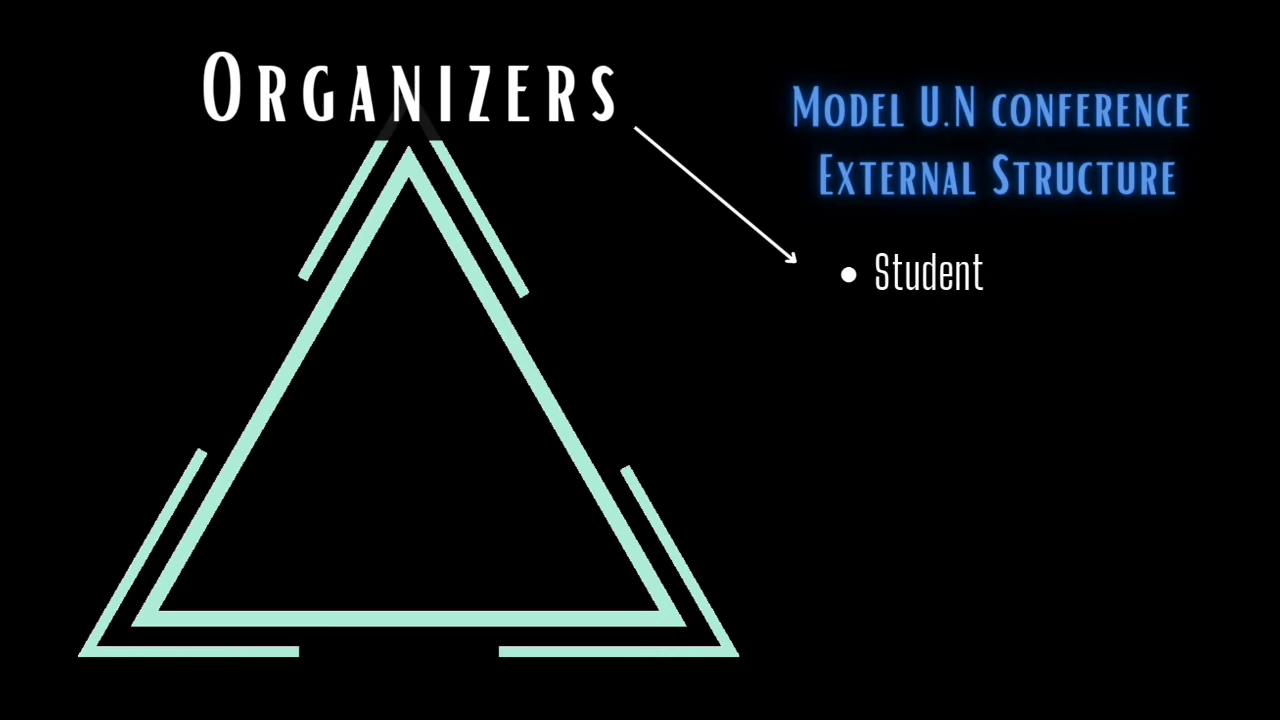 Organizers
Model U.N conference
External Structure
• Student